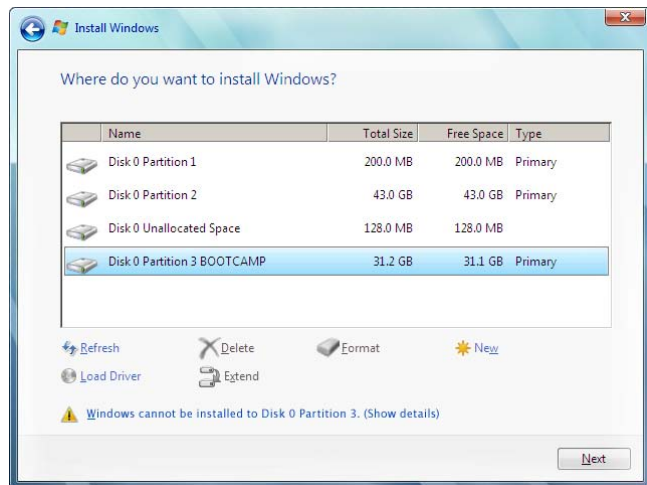 Install Windows
Where do you want to install Windows?
Name Total Size Free Space Type
Disk 0 Partition 1 200.0 MB 200.0 MB Primary
Disk 0 Partition 2 43.0 GB 43.0 GB Primary
Disk 0 Unallocated Space 128.0 MB 128.0 MB
Disk 0 Partition 3 BOOTCAMP 31.2 GB 31.1 GB Primary
Refresh Delete Format New
Load Driver Extend
Windows cannot be installed to Disk 0 Partition 3. (Show details)
Next